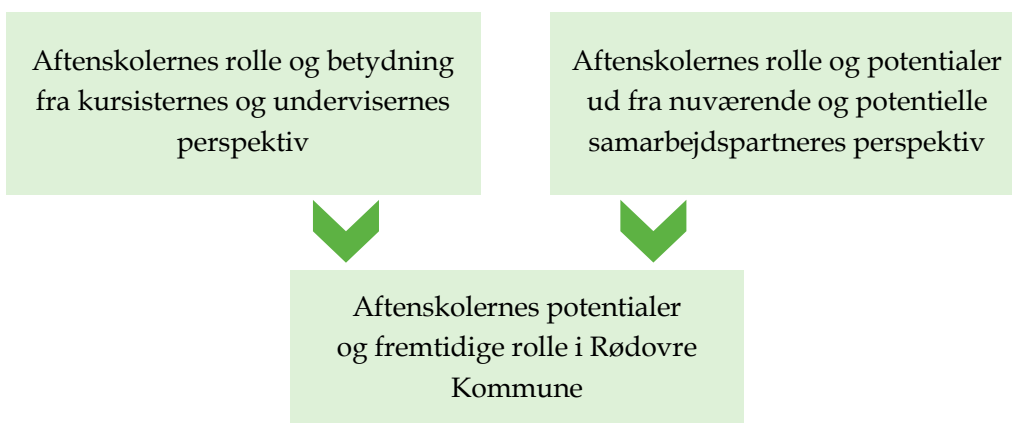 Aftenskolernes rolle og betydning
fra kursisternes og undervisernes
perspektiv
Aftenskolernes rolle og potentialer
ud fra nuværende og potentielle
samarbejdspartneres perspektiv
Aftenskolernes potentialer
og fremtidige rolle i Rødovre
Kommune